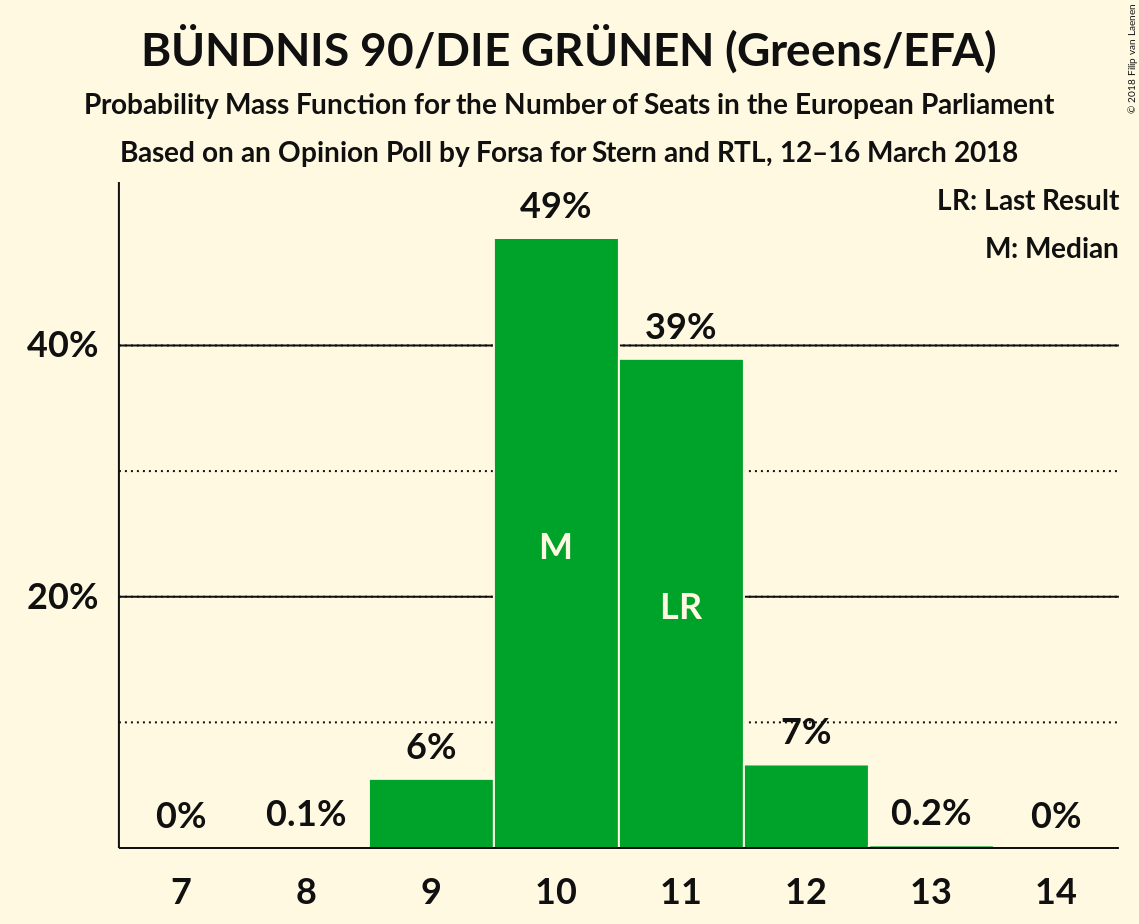 BÜNDNIS 90/DIE GRÜNEN (Greens/EFA)
Probability Mass Function for the Number of Seats in the European Parliament
Based on an Opinion Poll by Forsa for Stern and RTL, 12–16 March 2018
© 2018 Filip van Laenen
LR: Last Result
M: Median
49%
39%
40%
M
LR
20%
7%
6%
0%
0.1%
0.2%
0%
7 8 9 10 11 12 13 14